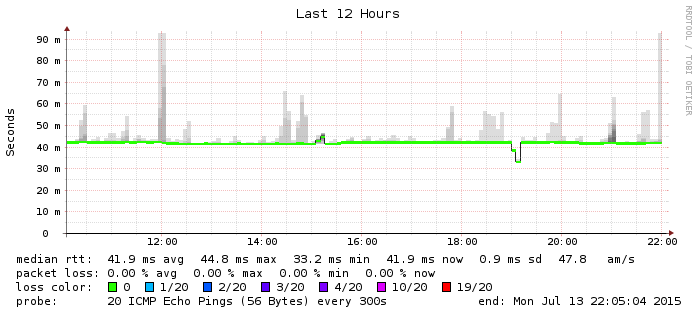 Last 12 Hours
RRDTOOL / TOBI OETIKER
Seconds
90 m
80 m
70 m
60 m
50 m
40 m
30 m
20 m
10 m
0
12:00 14:00 16:00 18:00 20:00 22:00
median rtt: 41.9 ms avg 44.8 ms max 33.2 ms min 41.9 ms now 0.9 ms sd 47.8 am/s
packet loss: 0.00 % avg 0.00 % max 0.00 % min 0.00 % now
loss color: 0 1/20 2/20 3/20 4/20 10/20 19/20
probe: 20 ICMP Echo Pings (56 Bytes) every 300s end: Mon Jul 13 22:05:04 2015